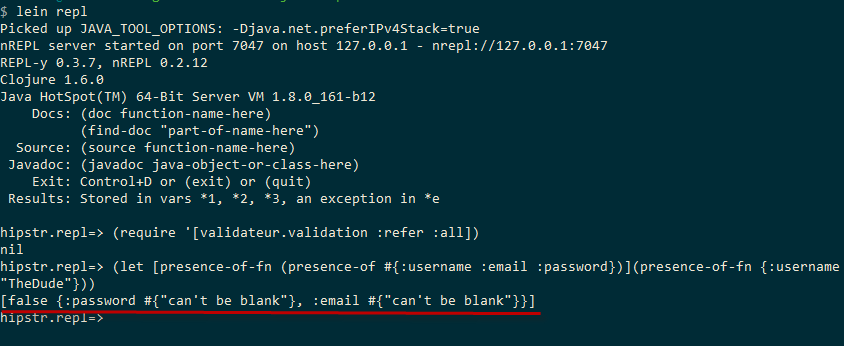 $ lein repl
Picked up JAVA_TOOL_OPTIONS: -Djava.net.preferIPv4Stack=true
nREPL server started on port 7047 on host 127.0.0.1 - nrepl://127.0.0.1:7047
REPL-y 0.3.7, nREPL 0.2.12
Clojure 1.6.0
Java HotSpot(TM) 64-Bit Server VM 1.8.0_161-b12
    Docs: (doc function-name-here)
          (find-doc "part-of-name-here")
  Source: (source function-name-here)
 Javadoc: (javadoc java-object-or-class-here)
    Exit: Control+D or (exit) or (quit)
 Results: Stored in vars *1, *2, *3, an exception in *e
hipstr.repl=> (require '[validateur.validation :refer :all])
nil
hipstr.repl=> (let [presence-of-fn (presence-of #{:username :email :password})](presence-of-fn {:username
"TheDude"}))
[false {:password #{"can't be blank"}, :email #{"can't be blank"}}]
hipstr.repl=>